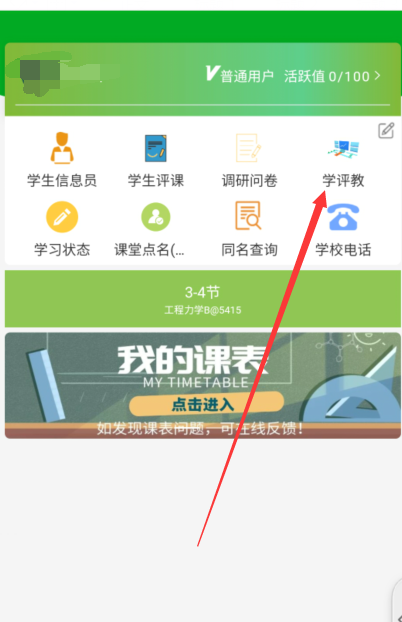 V普通用户 活跃值 0/100 >
学生信息员 学生评课 调研问卷 学评教
学习状态 课堂点名(... 同名查询 学校电话
3-4节
工程力学B@5415
我的课表
MY TIMETABLE
点击进入
如发现课表问题，可在线反馈！